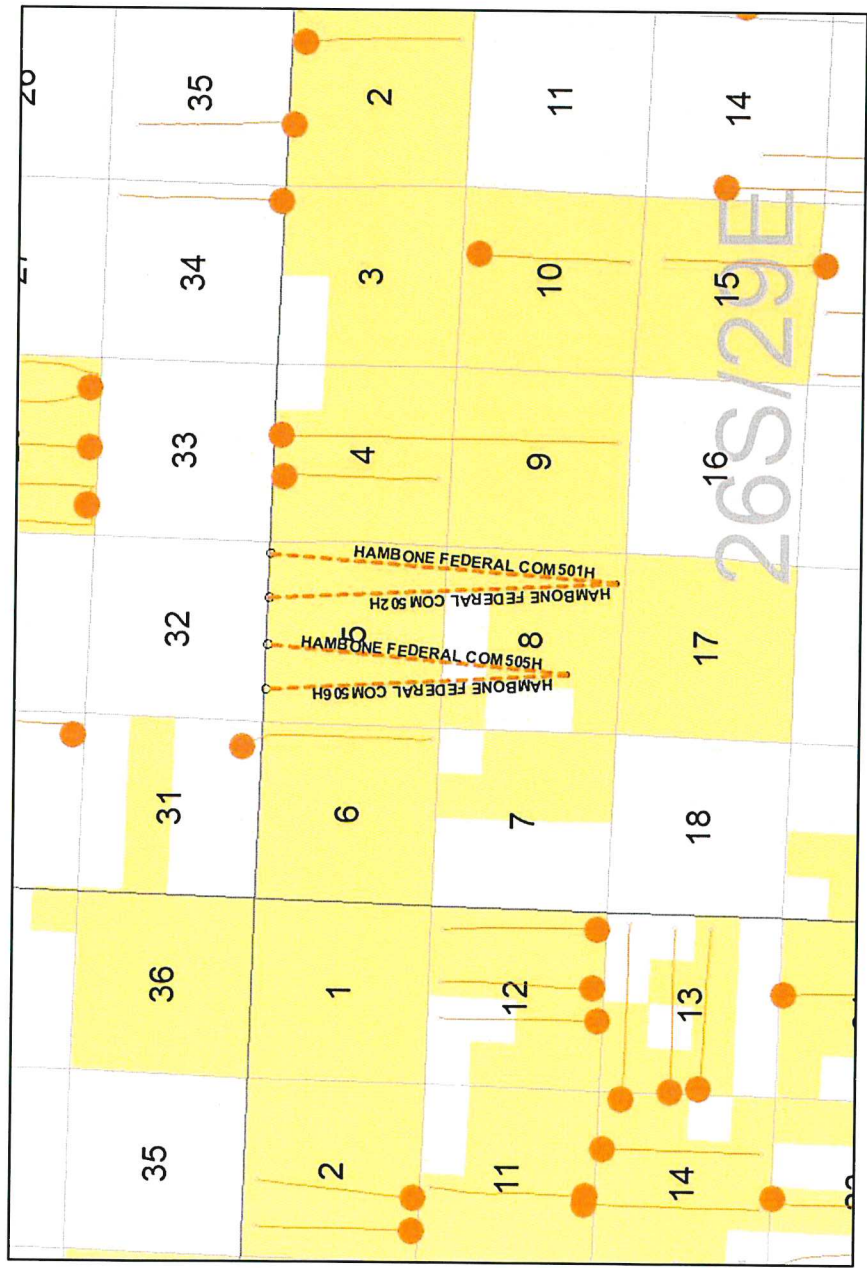 35 36 31 32 33 34 35
2 1 6 5 4 3 2
HAMBONE FEDERAL COM 506H
HAMBONE FEDERAL COM 505H
HAMBONE FEDERAL COM 502H
HAMBONE FEDERAL COM 501H
11 12 7 8 9 10 11
14 13 18 17 16 15 14
26S/29E